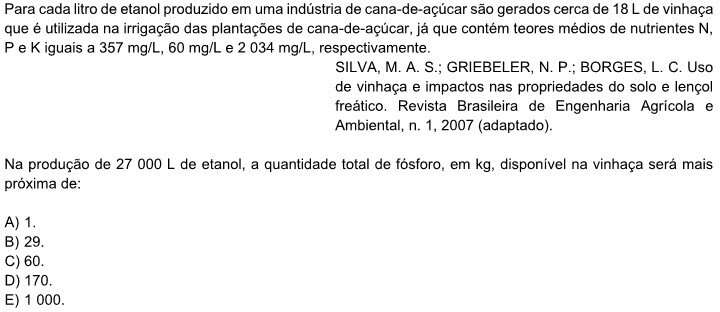 Para cada litro de etanol produzido em uma indústria de cana-de-açúcar são gerados cerca de 18 L de vinhaça
que é utilizada na irrigação das plantações de cana-de-açúcar, já que contém teores médios de nutrientes N,
P e K iguais a 357 mg/L, 60 mg/L e 2 034 mg/L, respectivamente.
SILVA, M. A. S.; GRIEBELER, N. P.; BORGES, L. C. Uso
de vinhaça e impactos nas propriedades do solo e lençol
freático. Revista Brasileira de Engenharia Agrícola e
Ambiental, n. 1, 2007 (adaptado).
Na produção de 27 000 L de etanol, a quantidade total de fósforo, em kg, disponível na vinhaça será mais
próxima de:
A) 1.
B) 29.
C) 60.
D) 170.
E) 1 000.